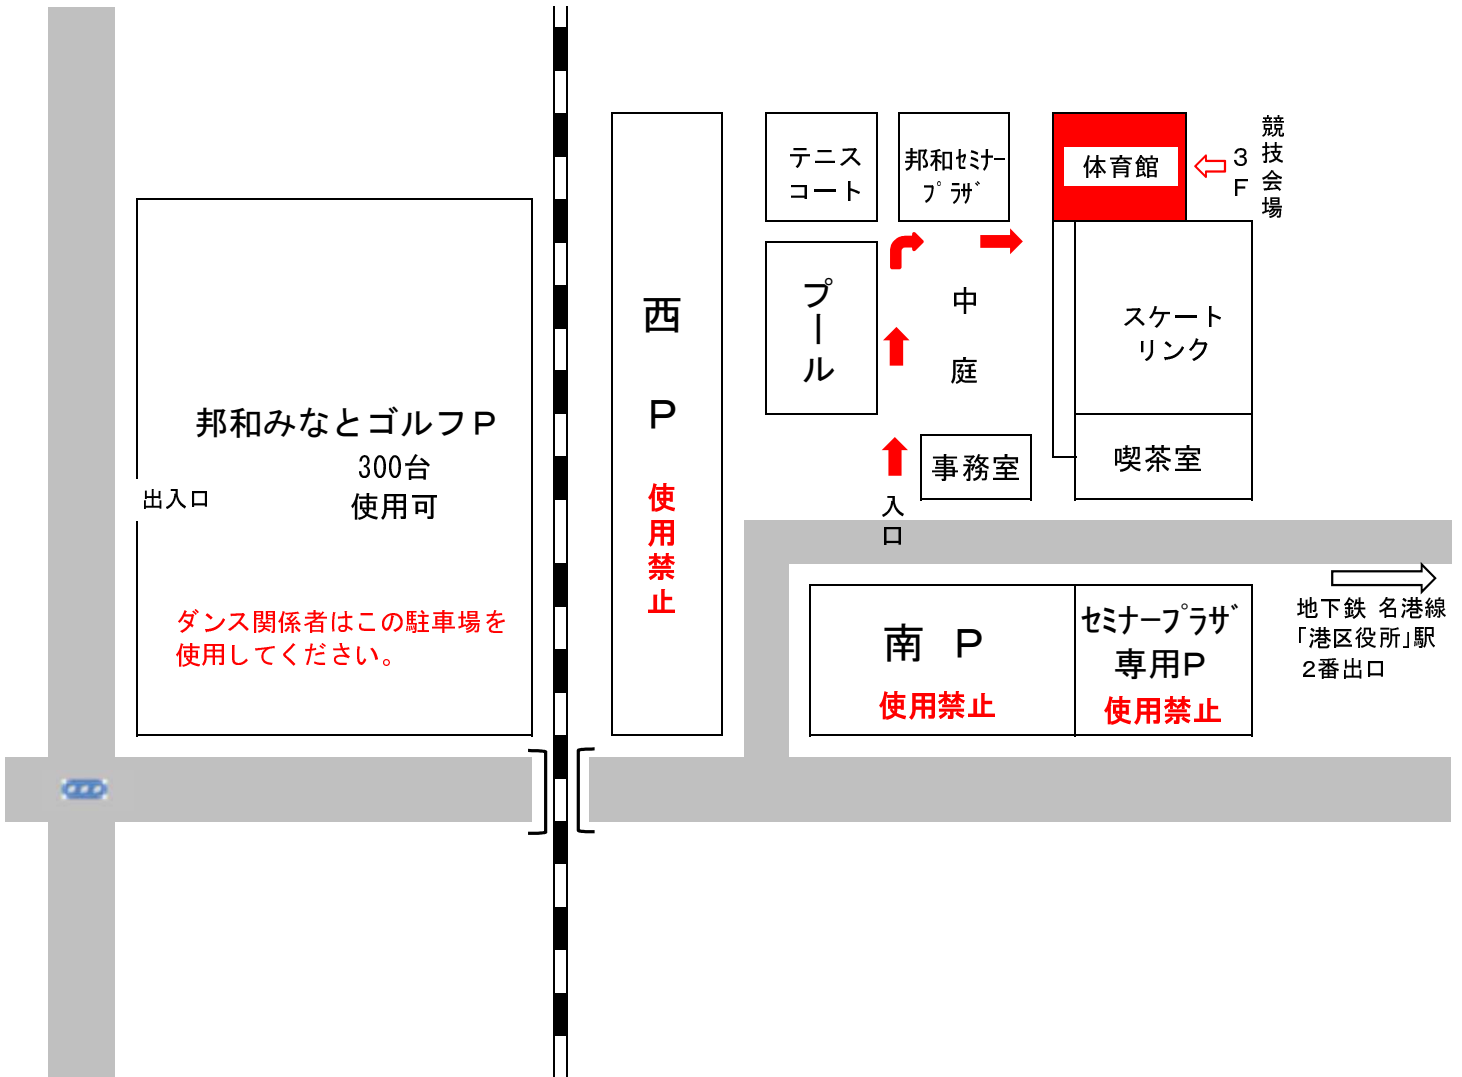 競技会場
３Ｆ
体育館
テニス
コート
邦和ｾﾐﾅｰ
ﾌﾟﾗｻﾞ
プール
中庭
スケート
リンク
喫茶室
事務室
入口
西Ｐ
使用禁止
邦和みなとゴルフＰ
300台
使用可
出入口
ダンス関係者はこの駐車場を
使用してください。
南　Ｐ
使用禁止
ｾﾐﾅｰﾌﾟﾗｻﾞ
専用Ｐ
使用禁止
地下鉄 名港線
｢港区役所｣駅
２番出口